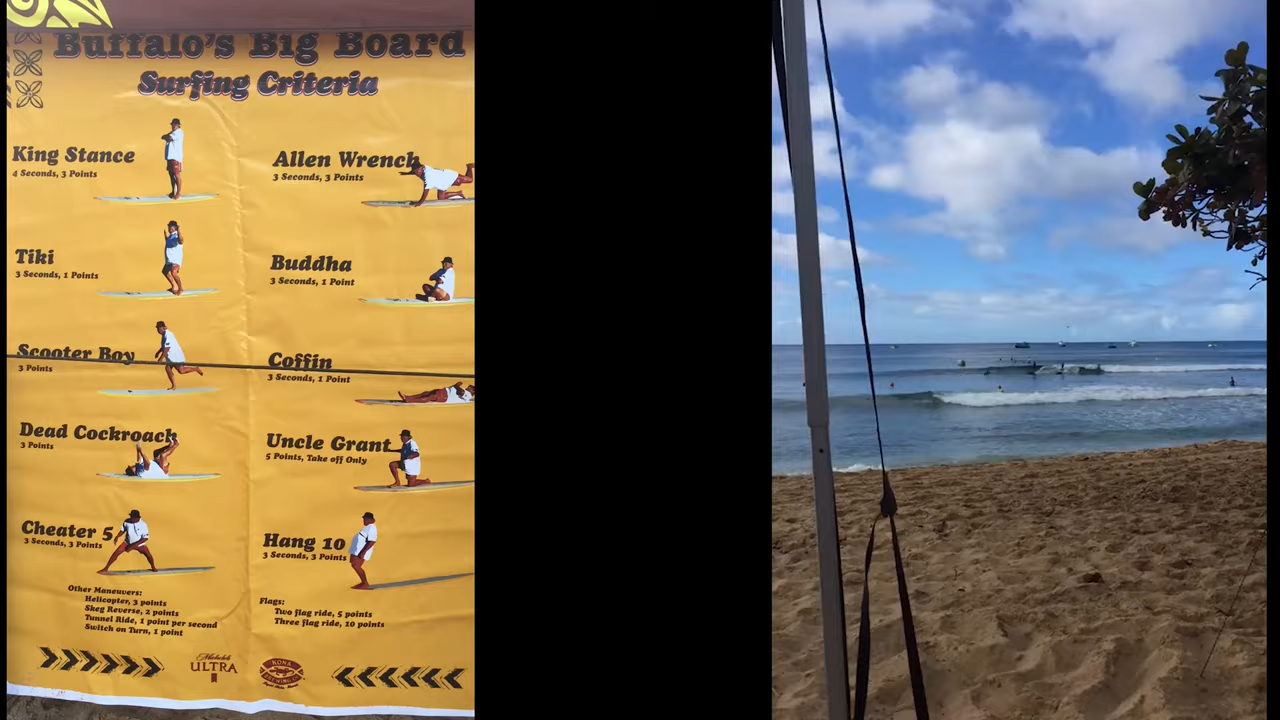 Buffalo's Big Board
Surfing Criteria
King Stance
4 Seconds, 3 Points
Allen Wrench
3 Seconds, 3 Points
Tiki
3 Seconds, 1 Points
Buddha
3 Seconds, 1 Point
Scooter Boy
3 Points
Coffin
3 Seconds, 1 Point
Dead Cockroach
3 Points
Uncle Grant
5 Points, Take off Only
Cheater 5
3 Seconds, 3 Points
Hang 10
3 Seconds, 3 Points
Other Maneuvers:
Helicopter, 3 points
Skeg Reverse, 2 points
Tunnel Ride, 1 point per second
Switch on Turn, 1 point
Flags:
Two flag ride, 5 points
Three flag ride, 10 points
Michelob
ULTRA
KONA
BREWING CO